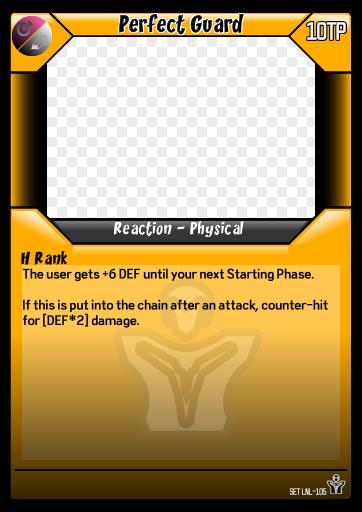 Perfect Guard
10TP
Reaction - Physical
H Rank
The user gets +6 DEF until your next Starting Phase.
If this is put into the chain after an attack, counter-hit
for [DEF*2] damage.
SET LNL-105